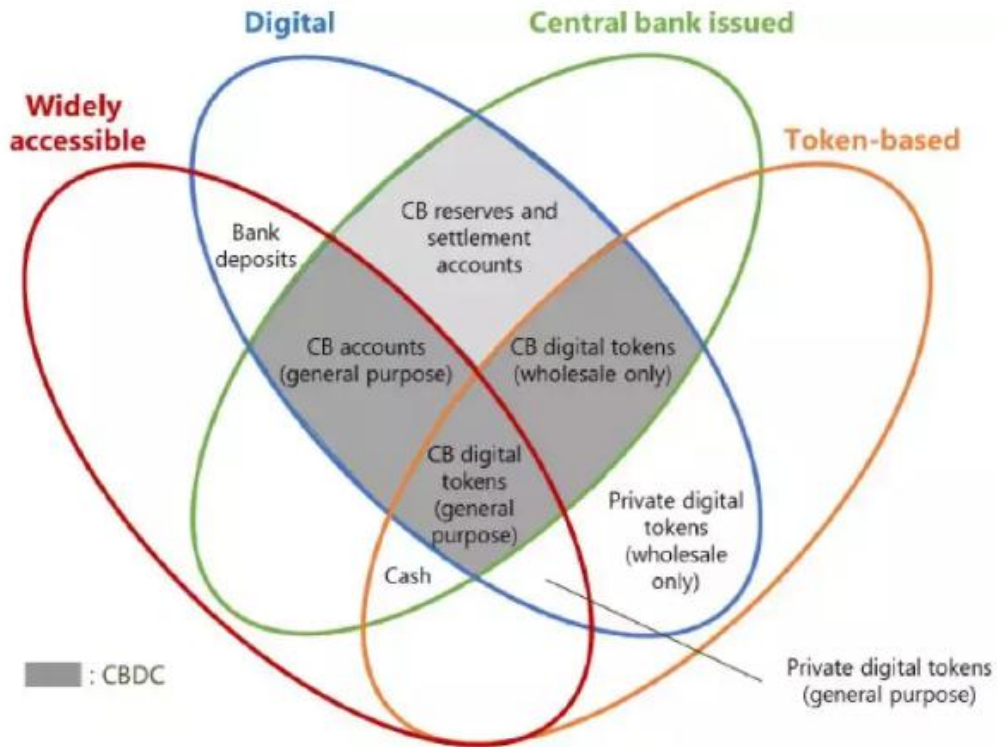 Digital
Central bank issued
Widely
accessible
Token-based
CB reserves and
settlement
accounts
Bank
deposits
CB accounts
(general purpose)
CB digital tokens
(wholesale only)
CB digital
tokens
(general
purpose)
Private digital
tokens
(wholesale
only)
Cash
: CBDC
Private digital tokens
(general purpose)